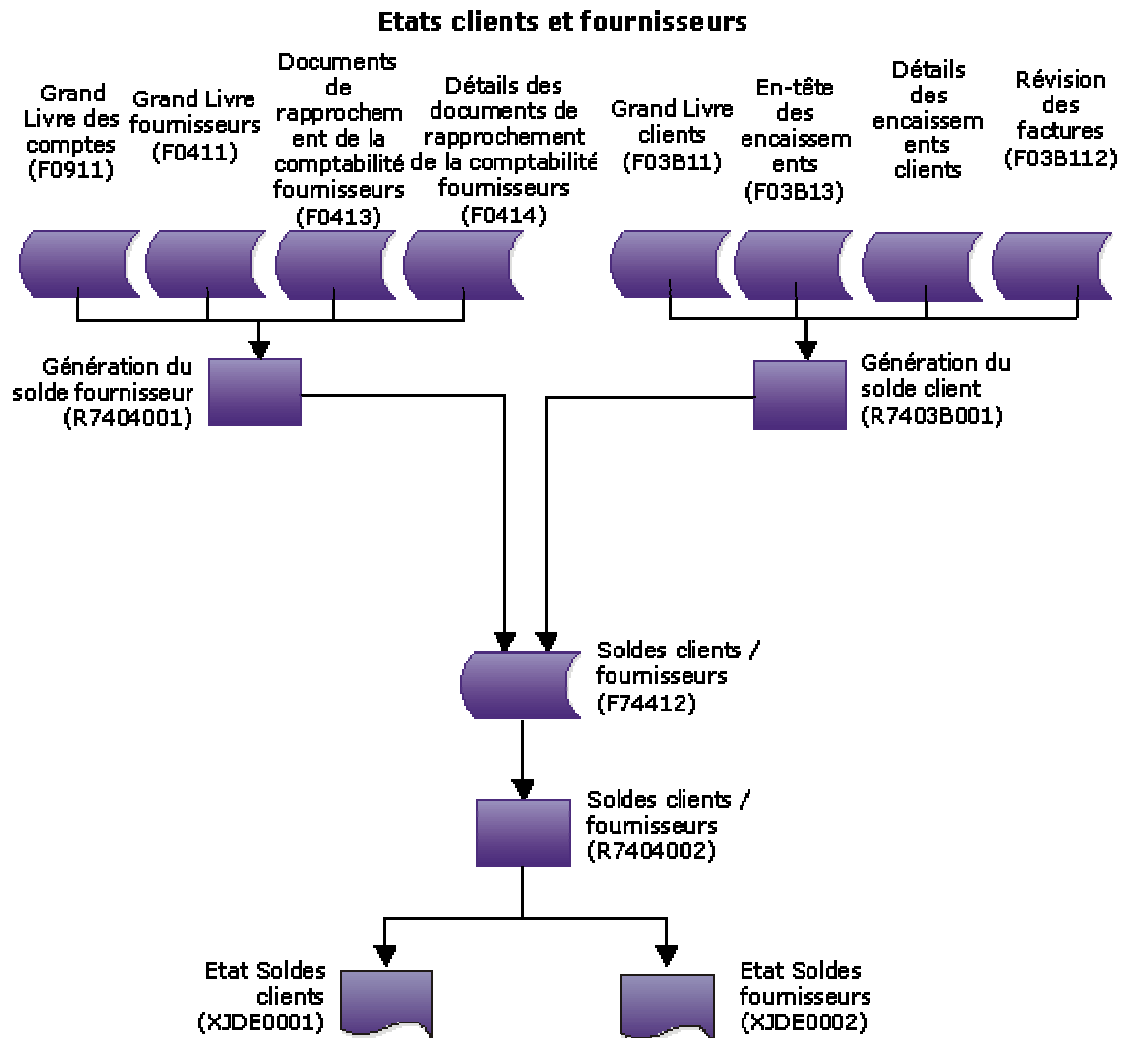 Etats clients et fournisseurs
Grand
Livre des
comptes
(F0911)
Grand Livre
fournisseurs
(F0411)
Documents
de
rapprochem
ent de la
comptabilité
fournisseurs
(F0413)
Détails des
documents de
rapprochement
de la comptabilité
fournisseurs
(F0414)
Grand Livre
clients
(F03B11)
En-tête
des
encaissem
ents
(F03B13)
Détails
des
encaissem
ents
clients
Révision
des
factures
(F03B112)
Génération du
solde fournisseur
(R7404001)
Génération du
solde client
(R7403B001)
Soldes clients /
fournisseurs
(F74412)
Soldes clients /
fournisseurs
(R7404002)
Etat Soldes
clients
(XJDE0001)
Etat Soldes
fournisseurs
(XJDE0002)